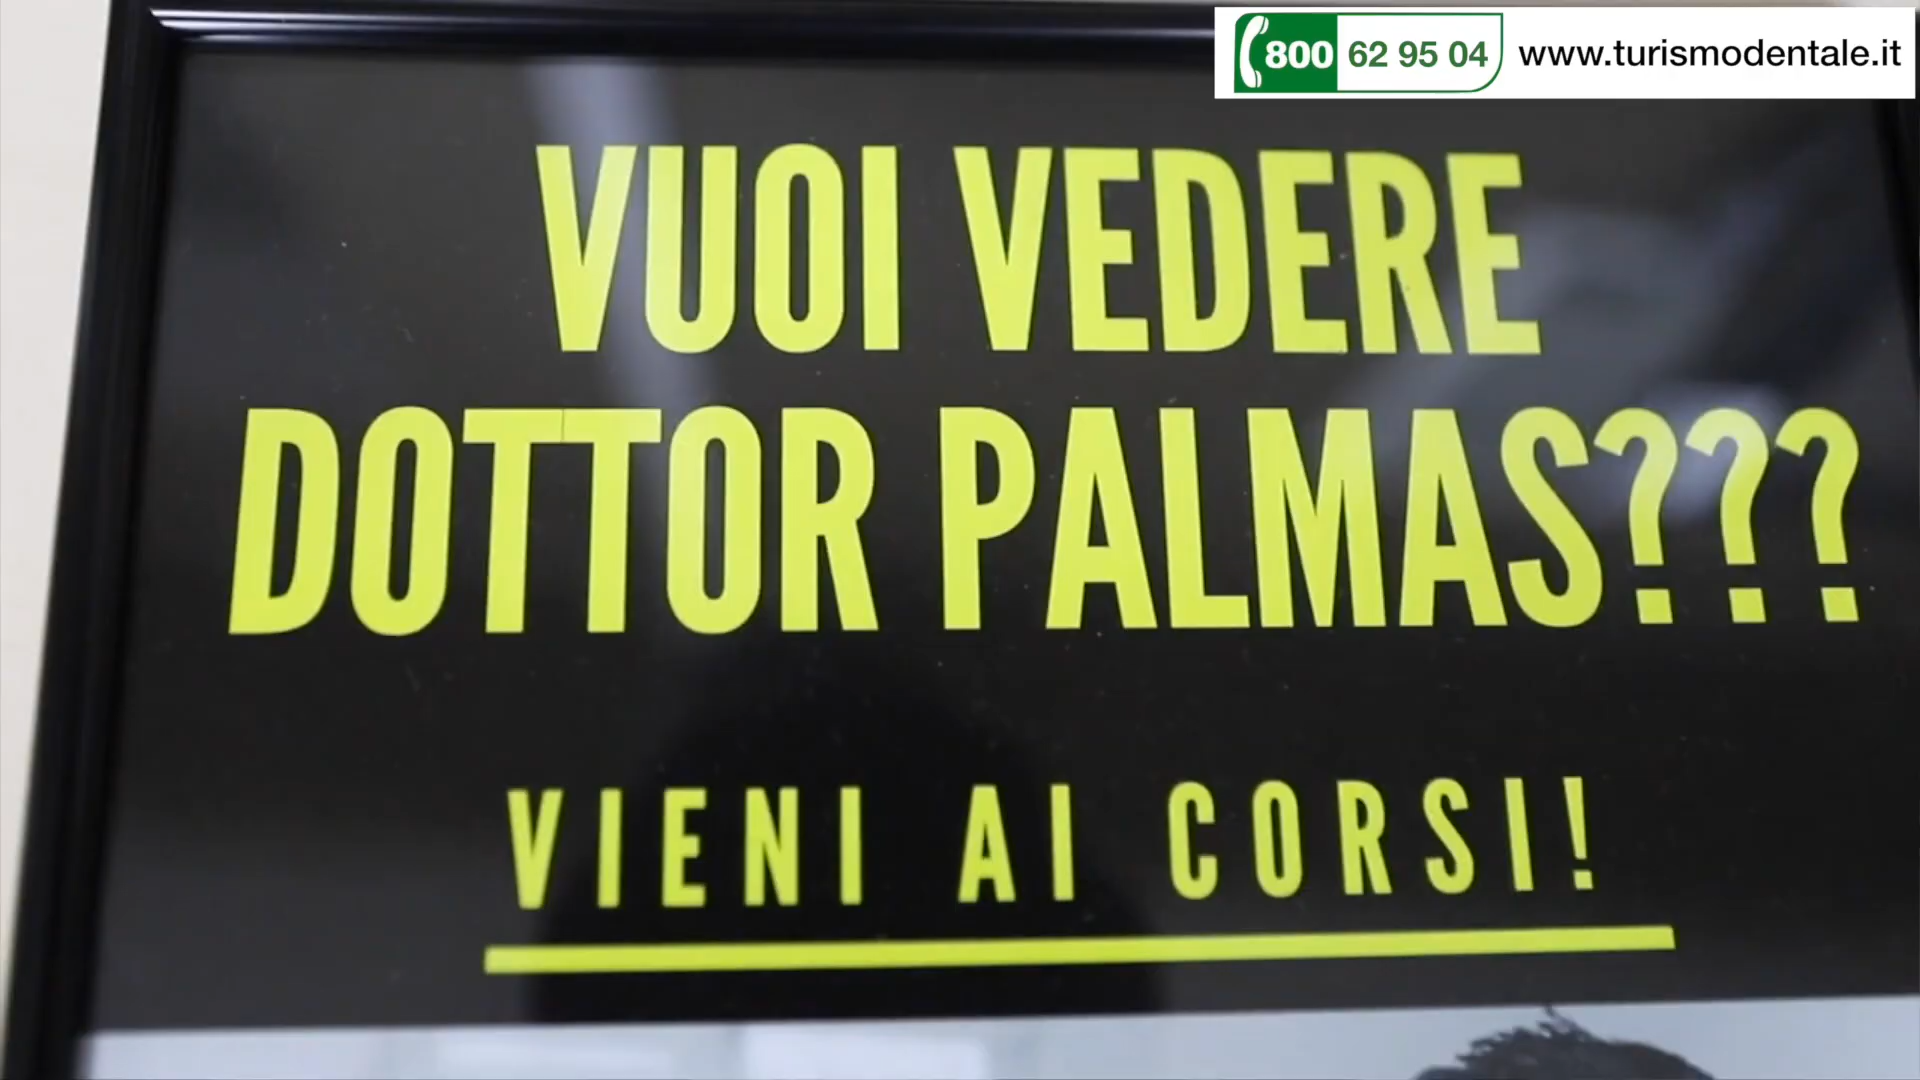 800 62 95 04 www.turismodentale.it
VUOI VEDERE
DOTTOR PALMAS???
VIENI AI CORSI!